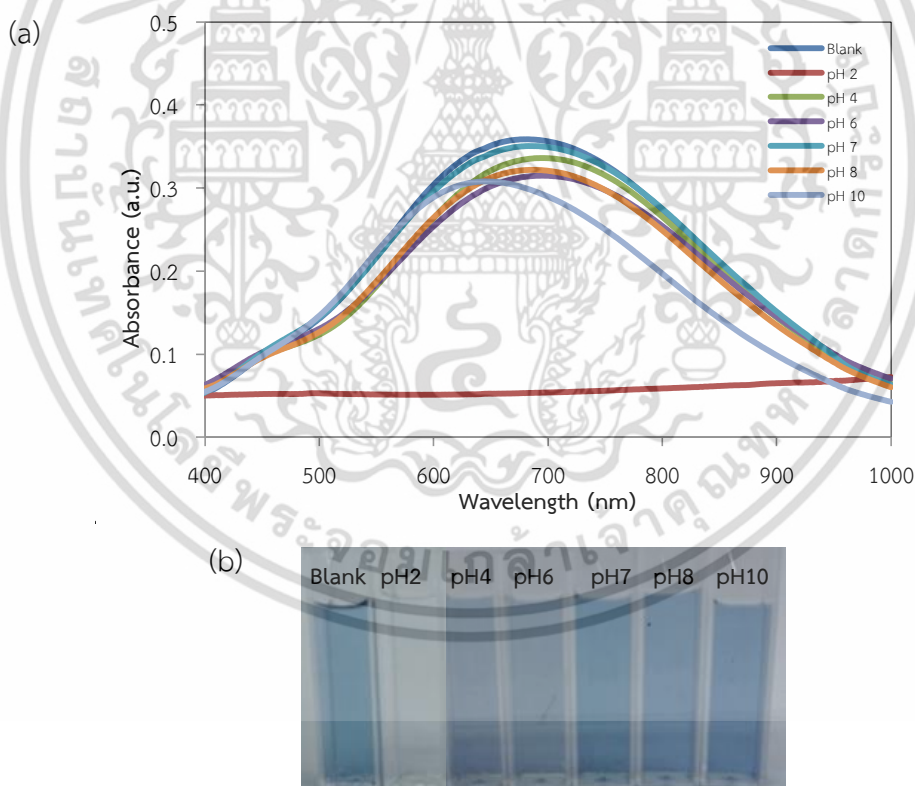 (a)
Absorbance (a.u.)
0.5
0.4
0.3
0.2
0.1
0.0
400 500 600 700 800 900 1000
Wavelength (nm)
Blank
pH 2
pH 4
pH 6
pH 7
pH 8
pH 10
(b)
Blank pH2 pH4 pH6 pH7 pH8 pH10